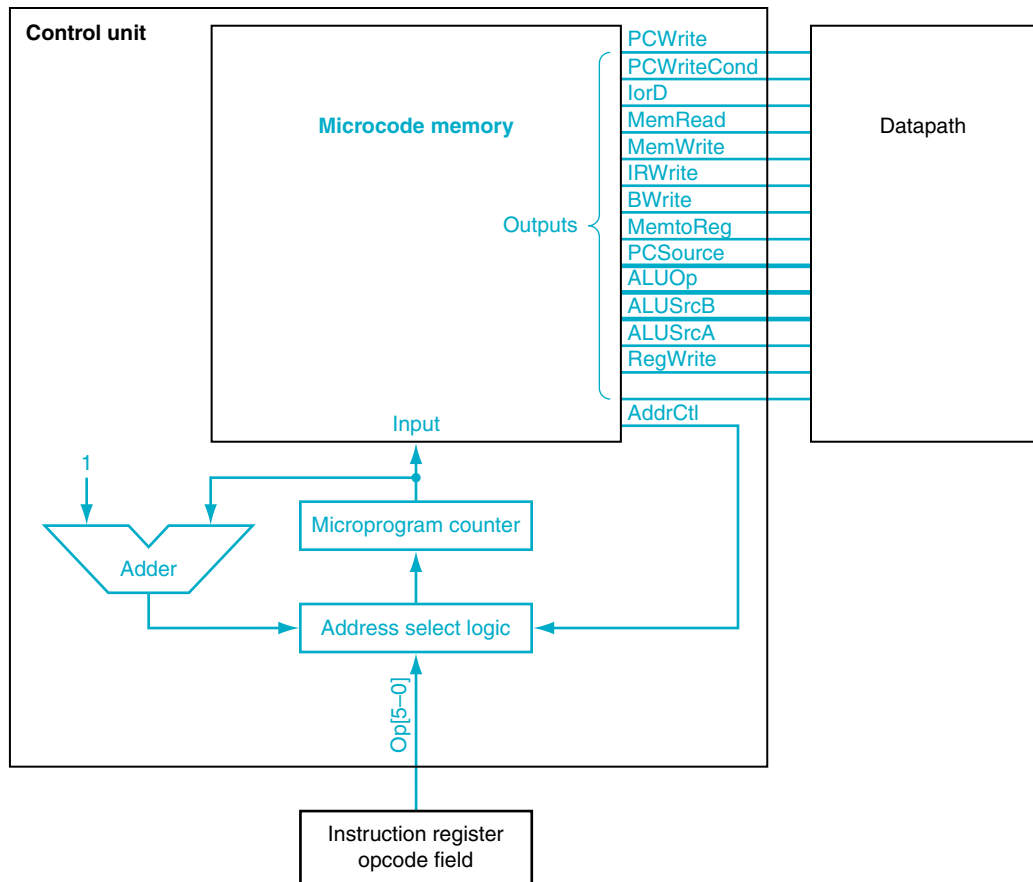 Control unit
Microcode memory
Outputs
Input
PCWrite
PCWriteCond
IorD
MemRead
MemWrite
IRWrite
BWrite
MemtoReg
PCSource
ALUOp
ALUSrcB
ALUSrcA
RegWrite
AddrCtl
Datapath
1
Adder
Microprogram counter
Address select logic
Op[5–0]
Instruction register
opcode field